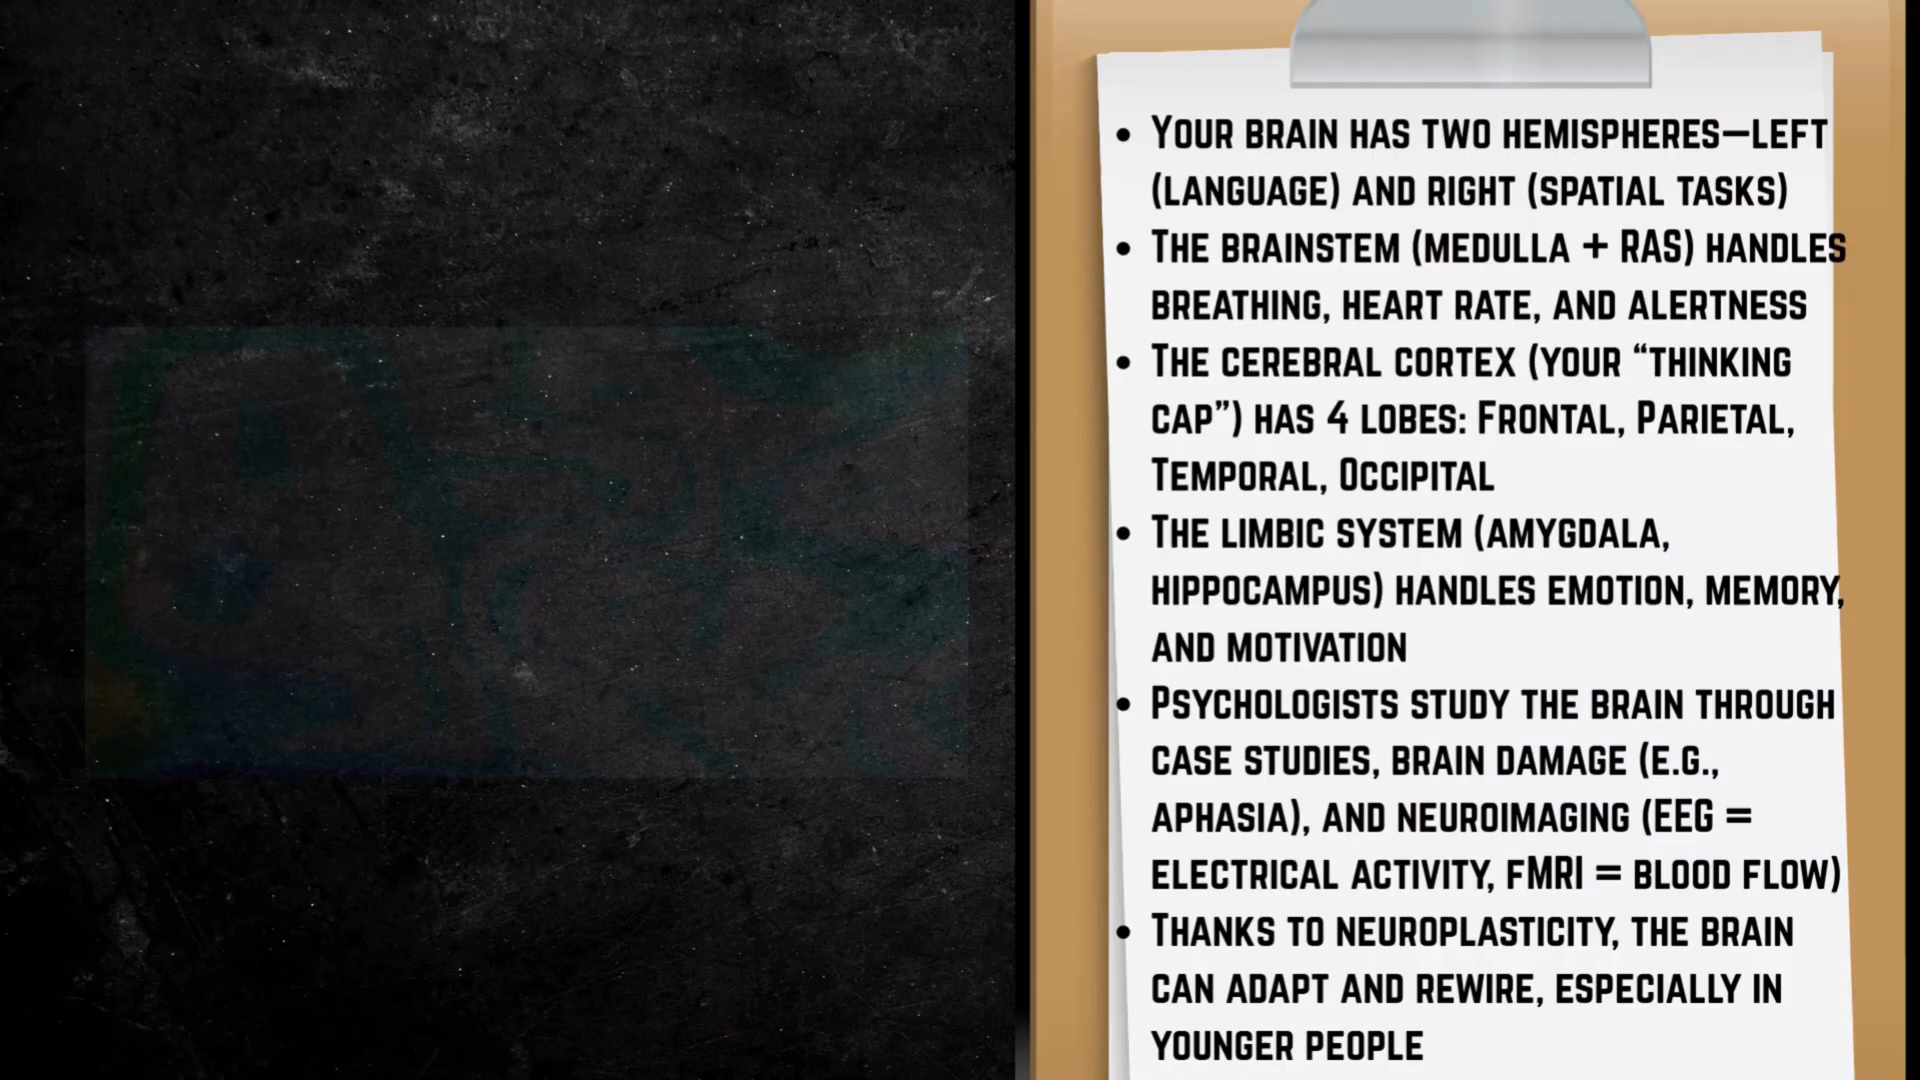 • Your brain has two hemispheres—left
(language) and right (spatial tasks)
• The brainstem (medulla + RAS) handles
breathing, heart rate, and alertness
• The cerebral cortex (your “thinking
cap”) has 4 lobes: Frontal, Parietal,
Temporal, Occipital
• The limbic system (amygdala,
hippocampus) handles emotion, memory,
and motivation
• Psychologists study the brain through
case studies, brain damage (e.g.,
aphasia), and neuroimaging (EEG =
electrical activity, fMRI = blood flow)
• Thanks to neuroplasticity, the brain
can adapt and rewire, especially in
younger people